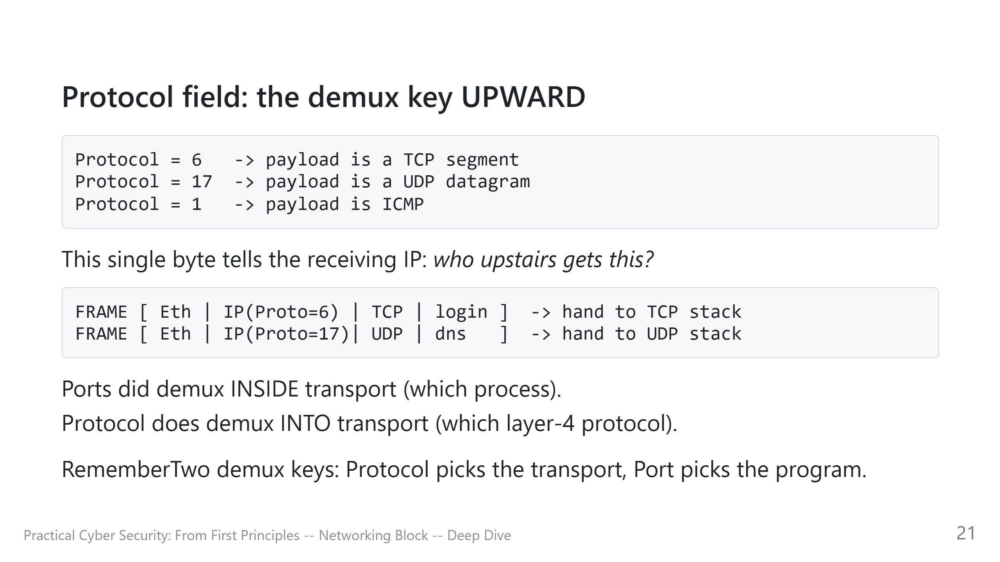 Protocol field: the demux key UPWARD
Protocol = 6   -> payload is a TCP segment
Protocol = 17  -> payload is a UDP datagram
Protocol = 1   -> payload is ICMP
This single byte tells the receiving IP: who upstairs gets this?
FRAME [ Eth | IP(Proto=6) | TCP | login ]  -> hand to TCP stack
FRAME [ Eth | IP(Proto=17)| UDP | dns   ]  -> hand to UDP stack
Ports did demux INSIDE transport (which process).
Protocol does demux INTO transport (which layer-4 protocol).
RememberTwo demux keys: Protocol picks the transport, Port picks the program.
Practical Cyber Security: From First Principles -- Networking Block -- Deep Dive
21